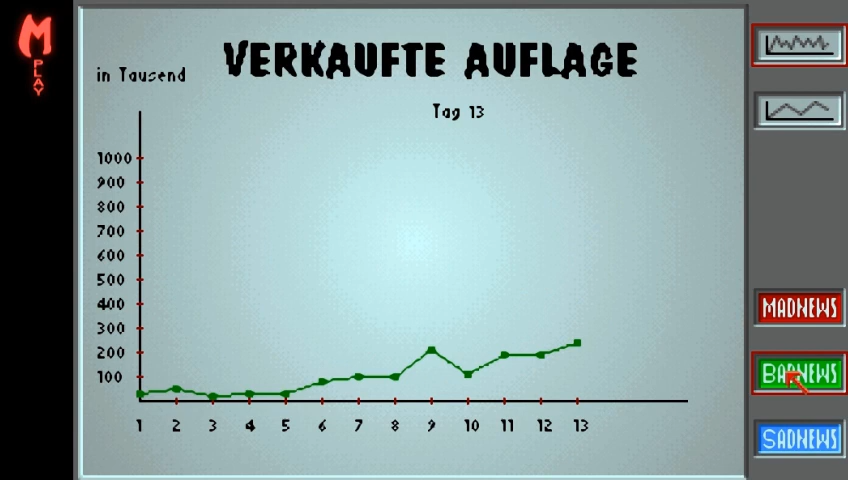 M
PLAY
VERKAUFTE AUFLAGE
in Tausend
Tag 13
1000
900
800
700
600
500
400
300
200
100
1 2 3 4 5 6 7 8 9 10 11 12 13
MADNEWS
BADNEWS
SADNEWS